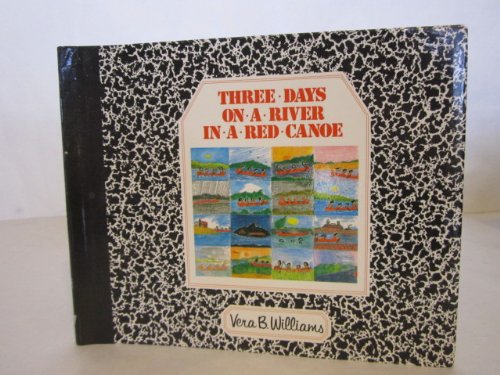 THREE·DAYS
ON·A·RIVER
IN·A·RED·CANOE
Vera B. Williams